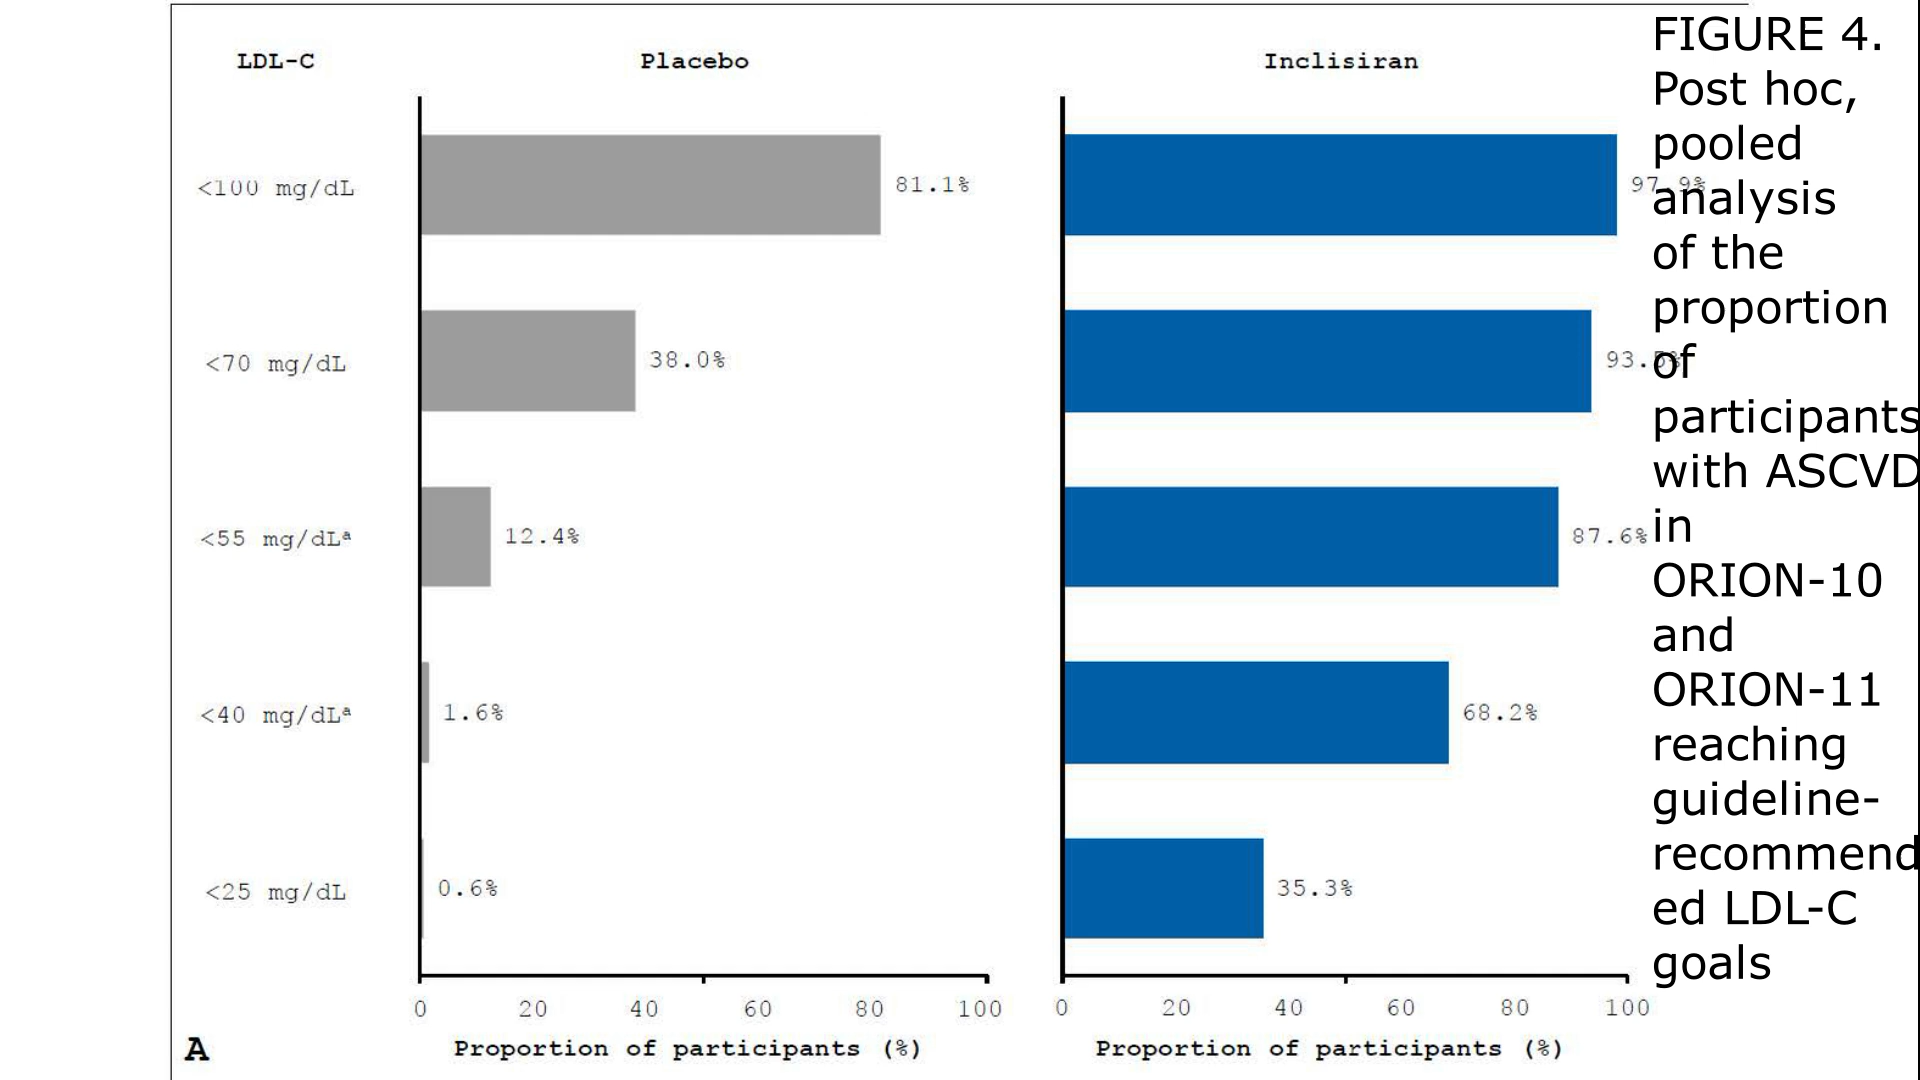 LDL-C
Placebo
Inclisiran
<100 mg/dL
81.1%
97.9%
<70 mg/dL
38.0%
<55 mg/dLª
12.4%
87.6%
<40 mg/dLª
1.6%
68.2%
<25 mg/dL
0.6%
35.3%
0 20 40 60 80 100
0 20 40 60 80 100
Proportion of participants (%)
Proportion of participants (%)
A
FIGURE 4.
Post hoc,
pooled
analysis
of the
proportion
of
participants
with ASCVD
in
ORION-10
and
ORION-11
reaching
guideline-
recommend
ed LDL-C
goals